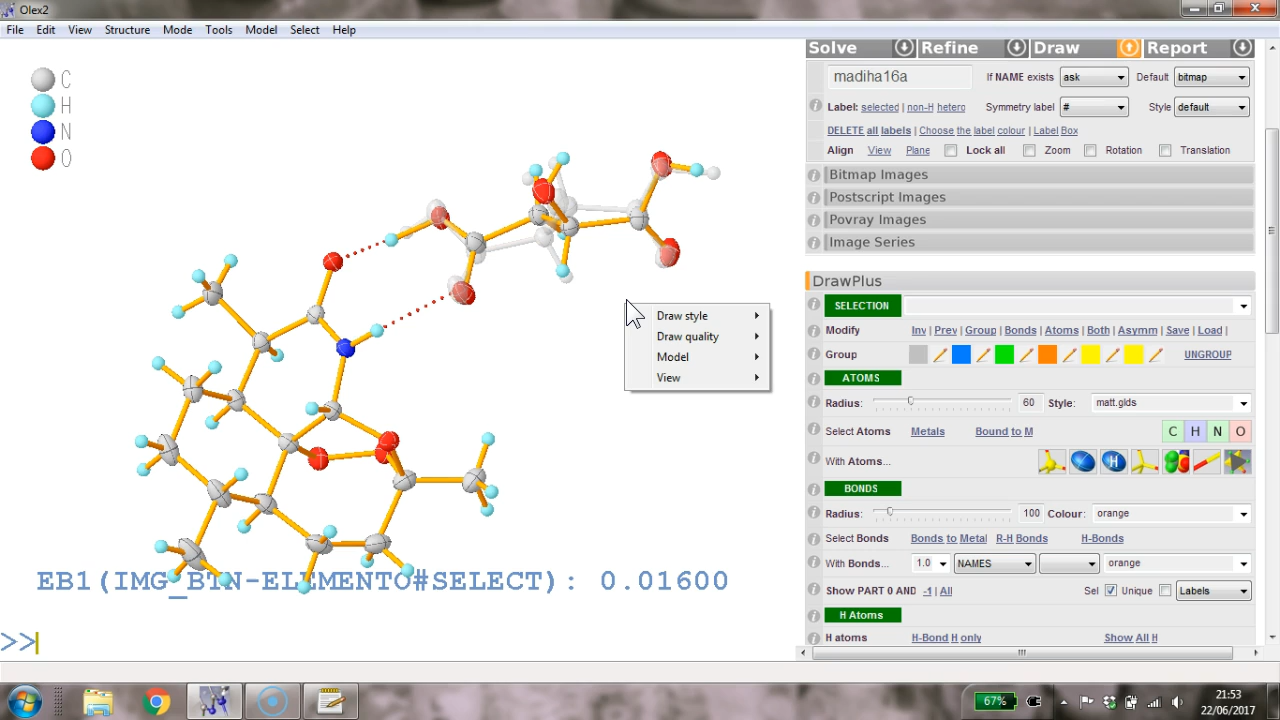 Olex2
File Edit View Structure Mode Tools Model Select Help
C
H
N
O
EB1(IMG_BTN-ELEMENTO#SELECT): 0.01600
>>
Draw style
Draw quality
Model
View
Solve Refine Draw Report
madiha16a If NAME exists ask Default bitmap
Label: selected | non-H hetero Symmetry label # Style default
DELETE all labels | Choose the label colour | Label Box
Align View Plane Lock all Zoom Rotation Translation
Bitmap Images
Postscript Images
Povray Images
Image Series
DrawPlus
SELECTION
Modify Inv | Prev | Group | Bonds | Atoms | Both | Asymm | Save | Load |
Group UNGROUP
ATOMS
Radius: 60 Style: matt.glds
Select Atoms Metals Bound to M C H N O
With Atoms... H
BONDS
Radius: 100 Colour: orange
Select Bonds Bonds to Metal R-H Bonds H-Bonds
With Bonds... 1.0 NAMES orange
Show PART 0 AND -1 | All Sel Unique Labels
H Atoms
H atoms H-Bond H only Show All H
67%
21:53
22/06/2017